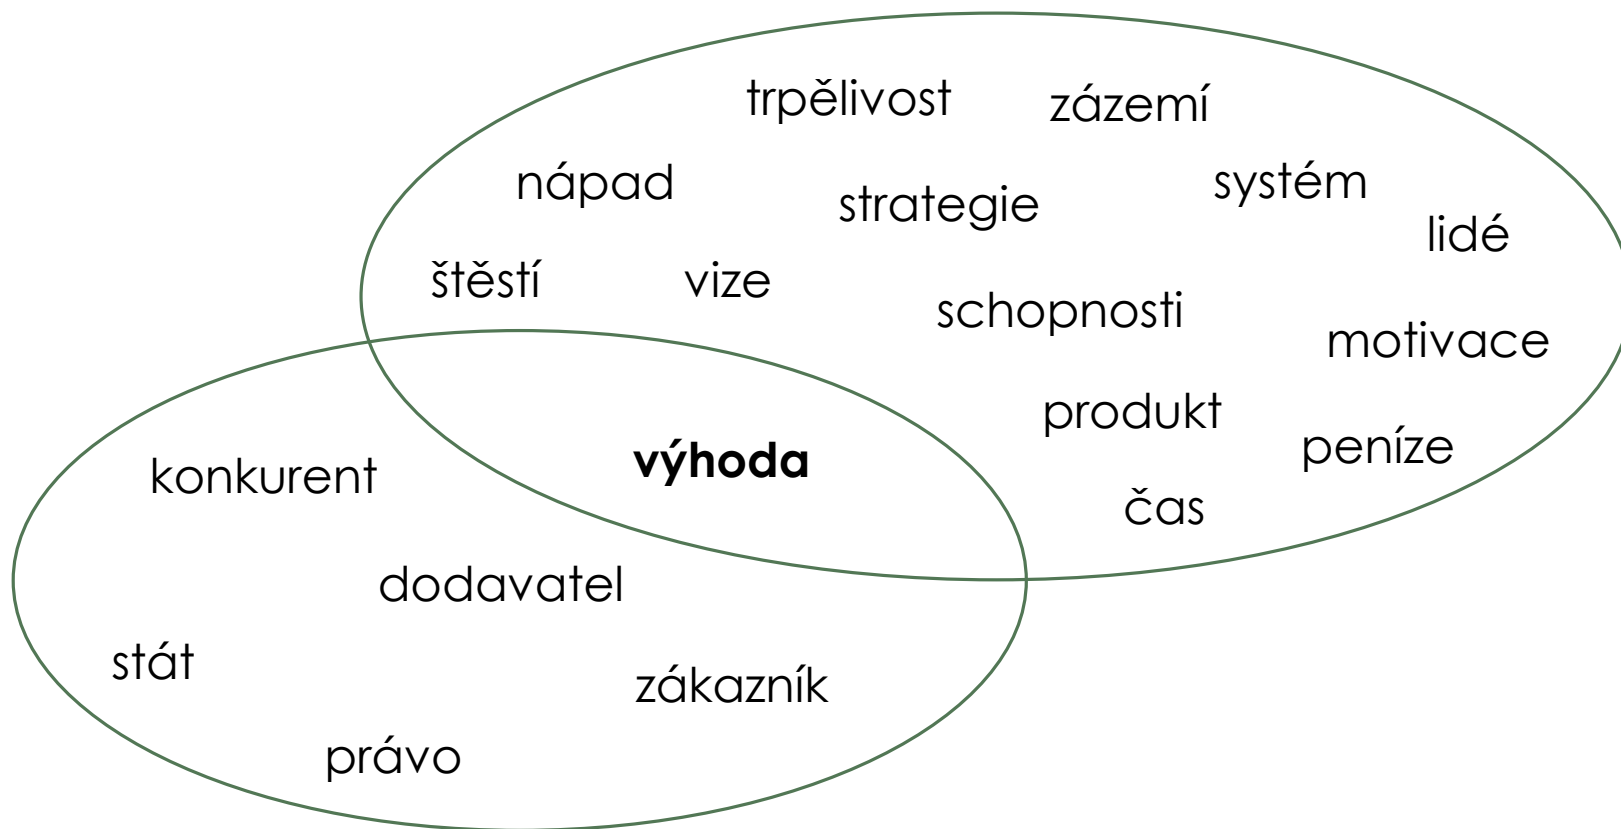 trpělivost
zázemí
nápad
strategie
systém
lidé
štěstí
vize
schopnosti
motivace
produkt
peníze
výhoda
konkurent
čas
dodavatel
stát
zákazník
právo